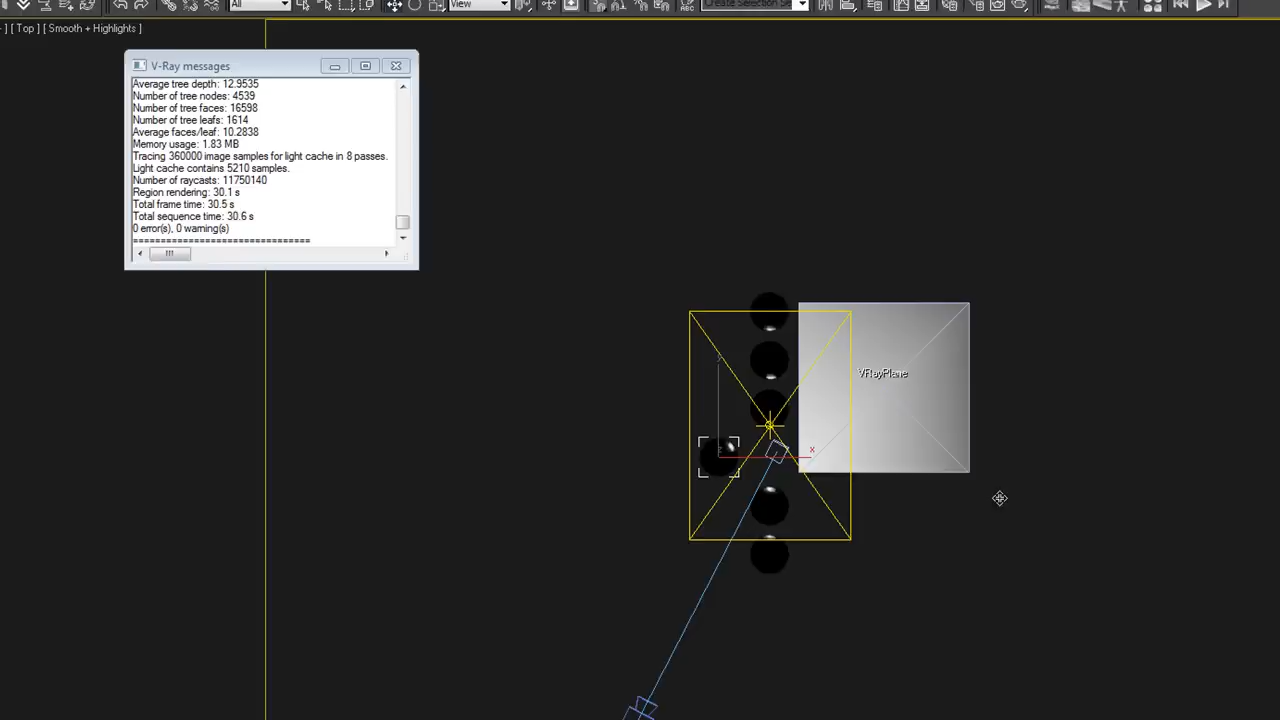 All
View
Create Selection Se
] [ Top ] [ Smooth + Highlights ]
V-Ray messages
Average tree depth: 12.9535
Number of tree nodes: 4539
Number of tree faces: 16598
Number of tree leafs: 1614
Average faces/leaf: 10.2838
Memory usage: 1.83 MB
Tracing 360000 image samples for light cache in 8 passes.
Light cache contains 5210 samples.
Number of raycasts: 11750140
Region rendering: 30.1 s
Total frame time: 30.5 s
Total sequence time: 30.6 s
0 error(s), 0 warning(s)
==============================
VRayPlane
y
x